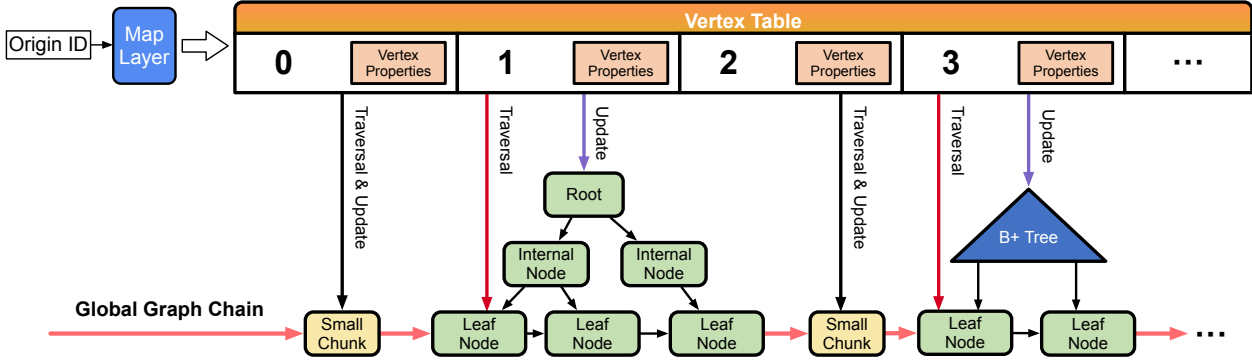 Vertex Table
Origin ID
Map
Layer
0
Vertex
Properties
1
Vertex
Properties
2
Vertex
Properties
3
Vertex
Properties
...
Traversal & Update
Traversal
Update
Traversal & Update
Traversal
Update
Root
B+ Tree
Internal
Node
Internal
Node
Global Graph Chain
Small
Chunk
Leaf
Node
Leaf
Node
Leaf
Node
Small
Chunk
Leaf
Node
Leaf
Node
...